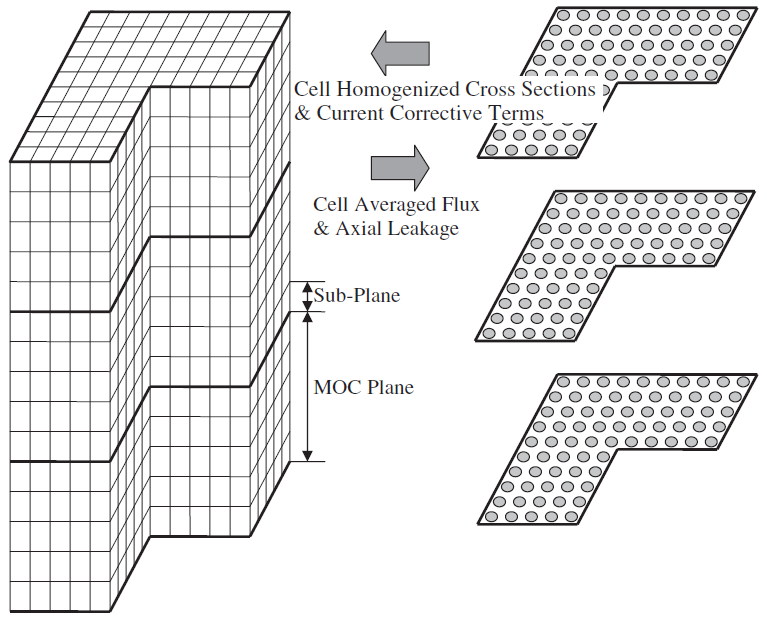 Cell Homogenized Cross Sections
& Current Corrective Terms
Cell Averaged Flux
& Axial Leakage
Sub-Plane
MOC Plane